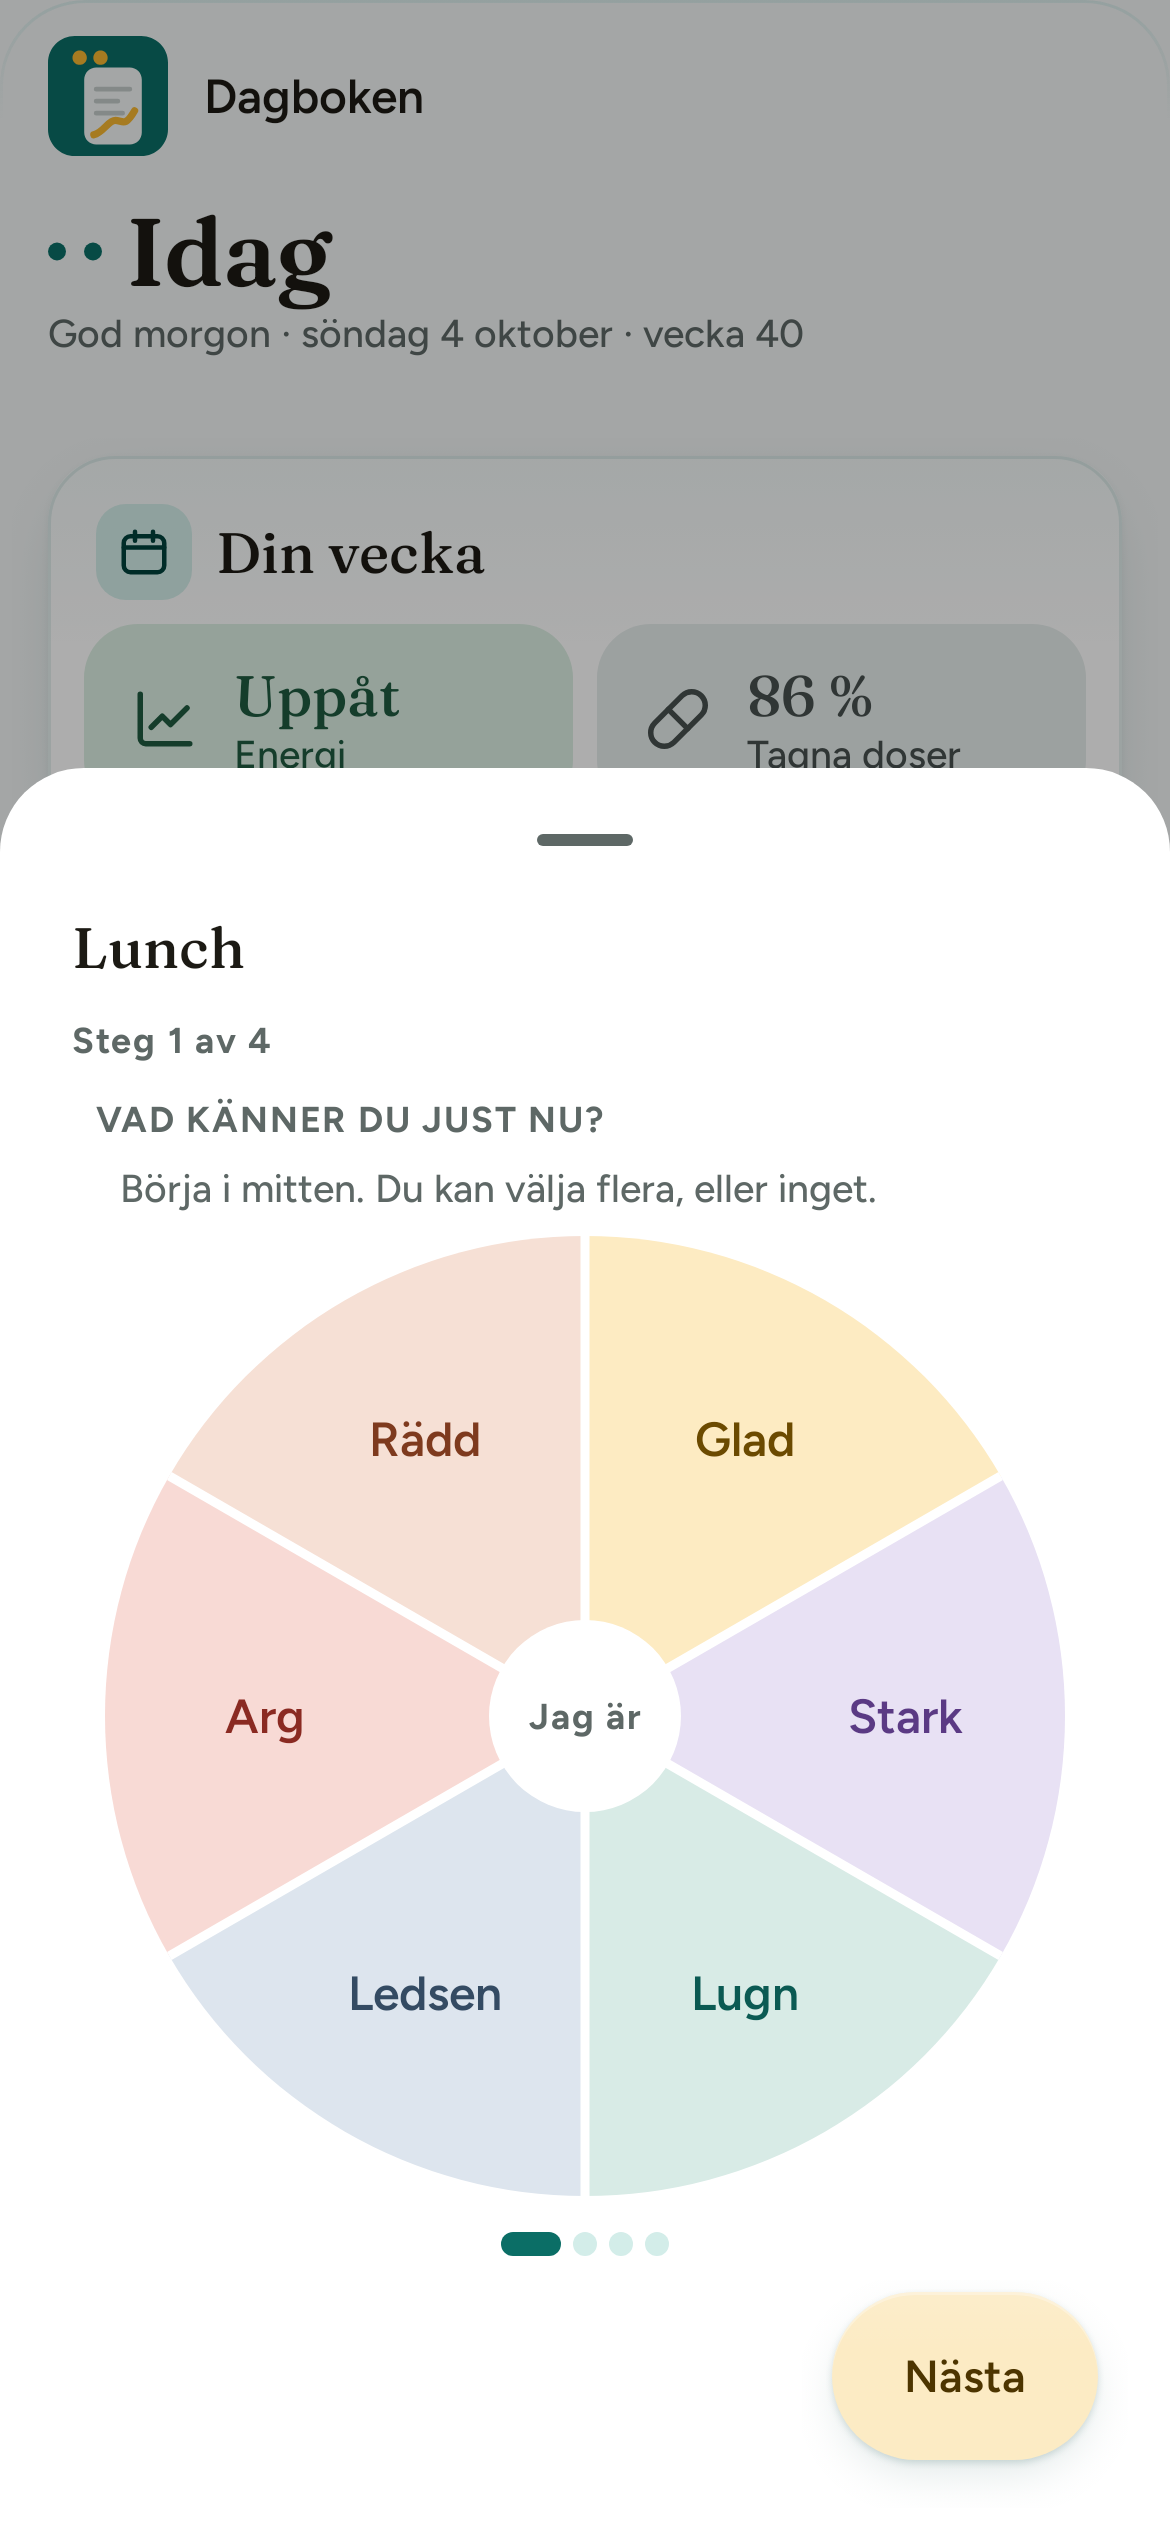 Dagboken
Idag
God morgon · söndag 4 oktober · vecka 40
Din vecka
Uppåt
Energi
86 %
Tagna doser
Lunch
Steg 1 av 4
VAD KÄNNER DU JUST NU?
Börja i mitten. Du kan välja flera, eller inget.
Rädd
Glad
Arg
Jag är
Stark
Ledsen
Lugn
Nästa